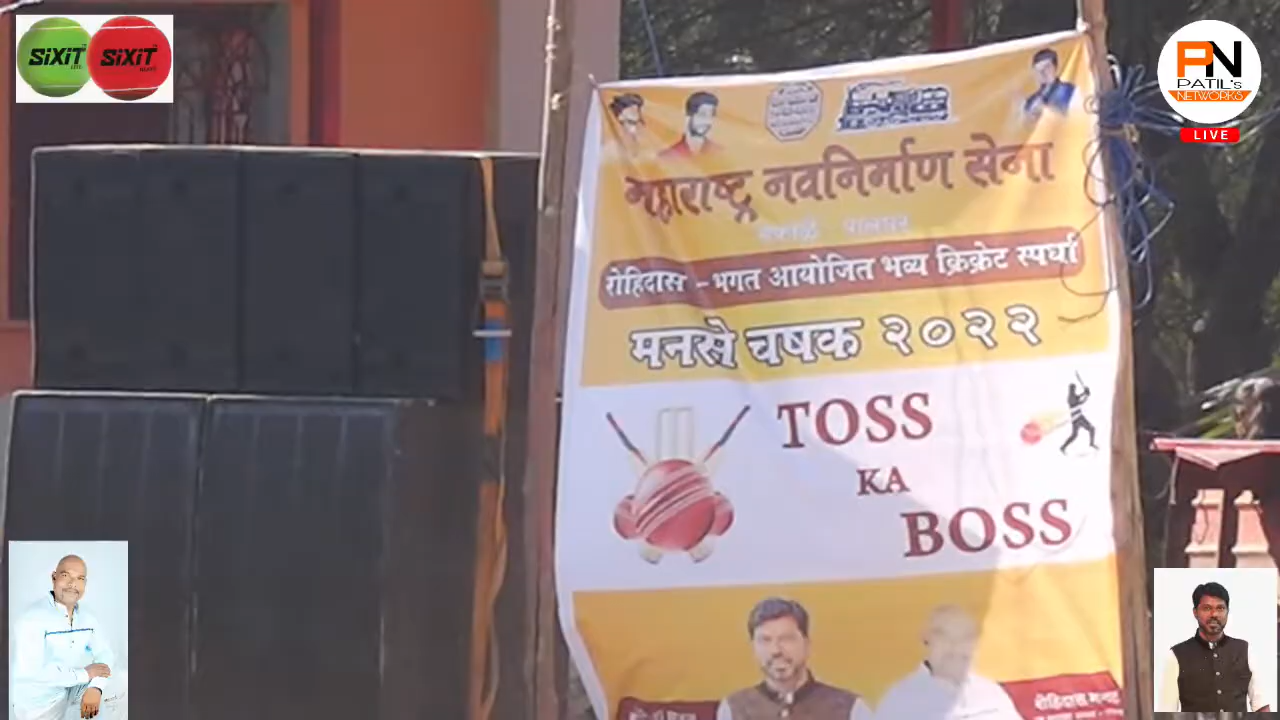 SiXiT
SiXiT
PN
PATIL's
NETWORKS
LIVE
महाराष्ट्र नवनिर्माण सेना
रोहिदास - भगत आयोजित भव्य क्रिकेट स्पर्धा
मनसे चषक २०२२
TOSS
KA
BOSS
रोहिदास